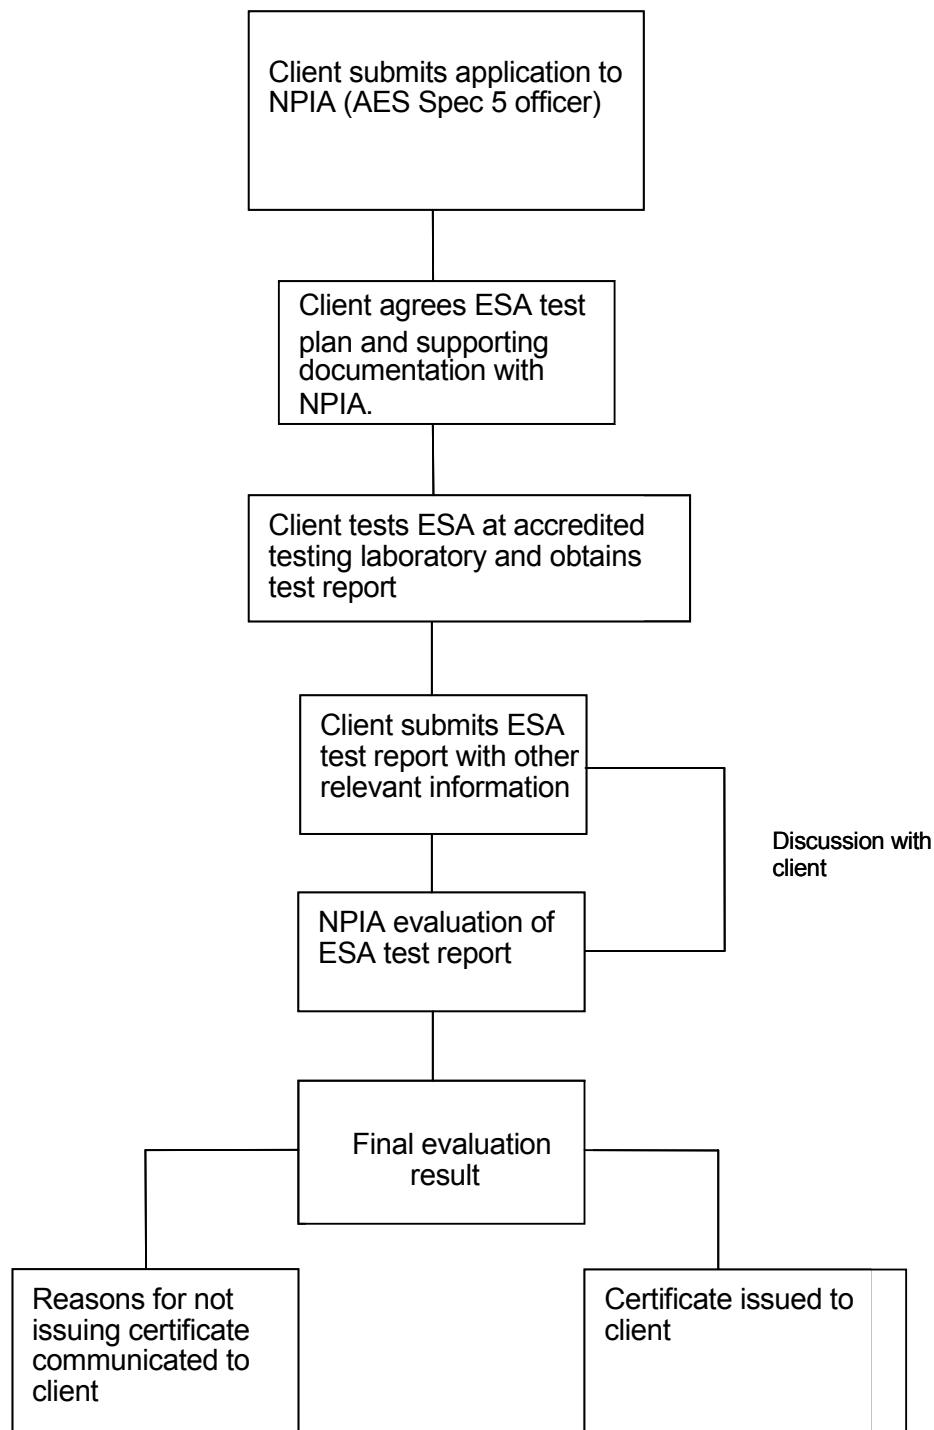 Client submits application to
NPIA (AES Spec 5 officer)
Client agrees ESA test
plan and supporting
documentation with
NPIA.
Client tests ESA at accredited
testing laboratory and obtains
test report
Client submits ESA
test report with other
relevant information
Discussion with
client
NPIA evaluation of
ESA test report
Final evaluation
result
Reasons for not
issuing certificate
communicated to
client
Certificate issued to
client